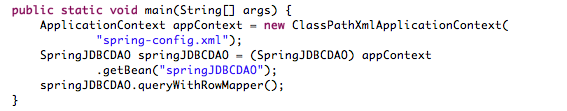 public static void main(String[] args) {
ApplicationContext appContext = new ClassPathXmlApplicationContext(
"spring-config.xml");
SpringJDBCDAO springJDBCDAO = (SpringJDBCDAO) appContext
.getBean("springJDBCDAO");
springJDBCDAO.queryWithRowMapper();
}